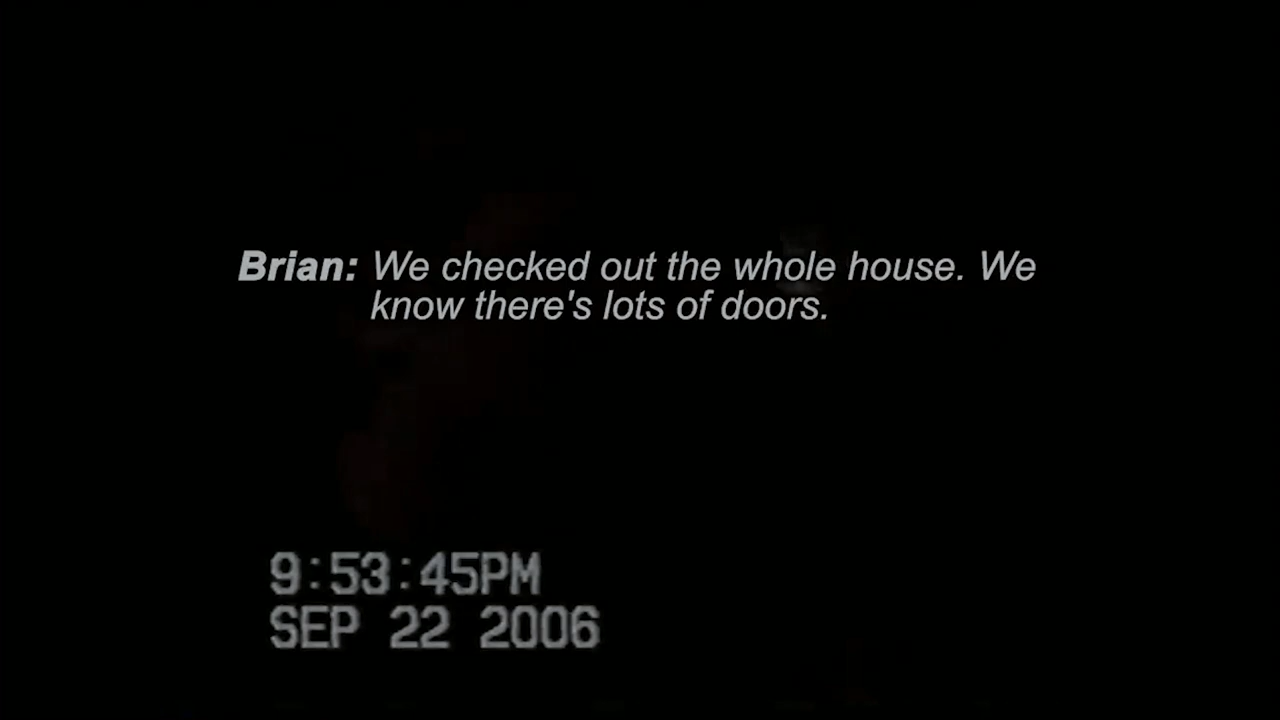 Brian: We checked out the whole house. We
know there's lots of doors.
9:53:45PM
SEP 22 2006